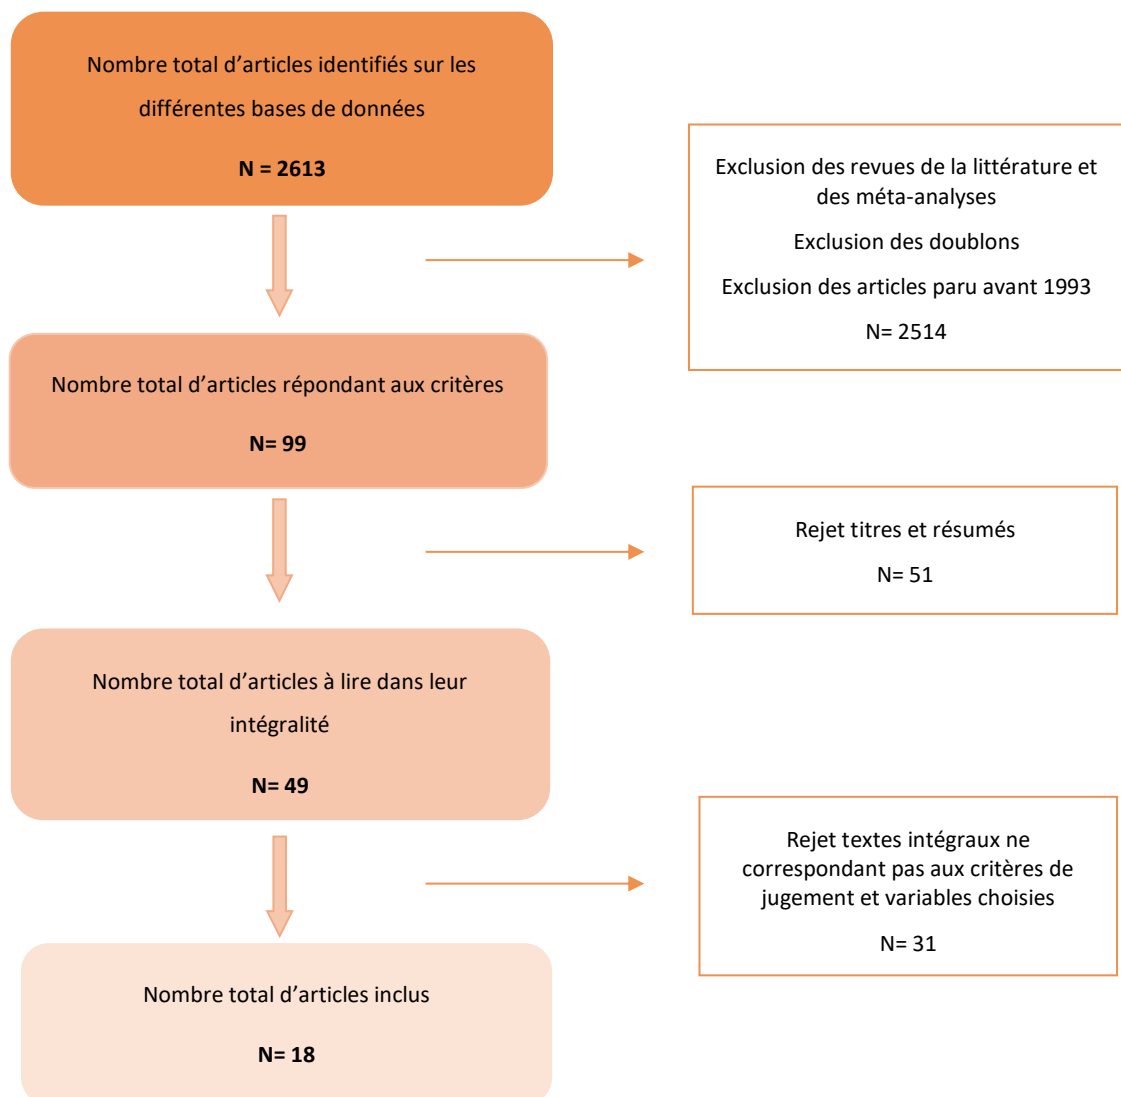 Nombre total d’articles identifiés sur les
différentes bases de données
N = 2613
Exclusion des revues de la littérature et
des méta-analyses
Exclusion des doublons
Exclusion des articles paru avant 1993
N= 2514
Nombre total d’articles répondant aux critères
N= 99
Rejet titres et résumés
N= 51
Nombre total d’articles à lire dans leur
intégralité
N= 49
Rejet textes intégraux ne
correspondant pas aux critères de
jugement et variables choisies
N= 31
Nombre total d’articles inclus
N= 18